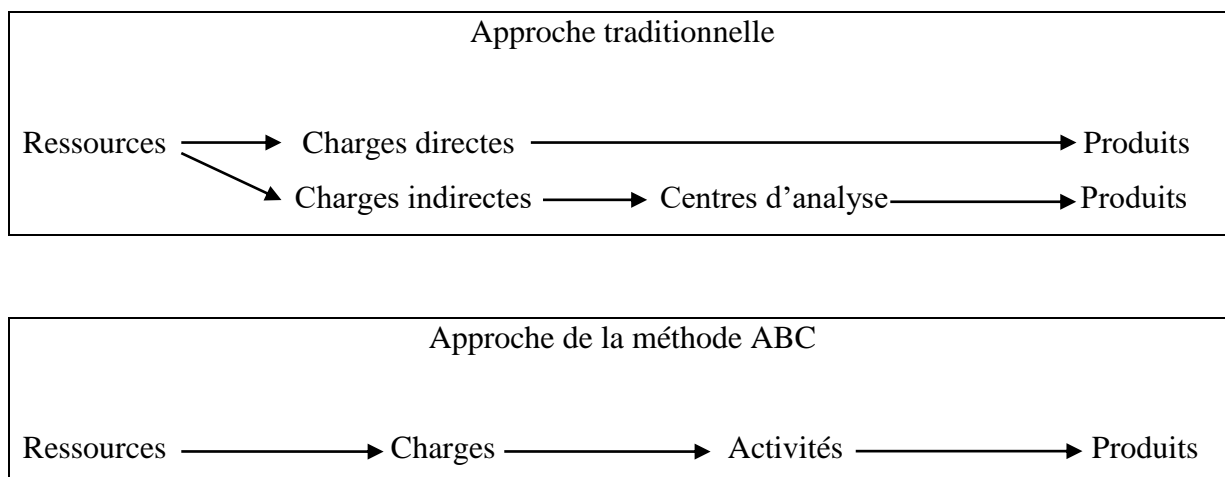 Approche traditionnelle
Ressources Charges directes Produits
Charges indirectes Centres d’analyse Produits
Approche de la méthode ABC
Ressources Charges Activités Produits